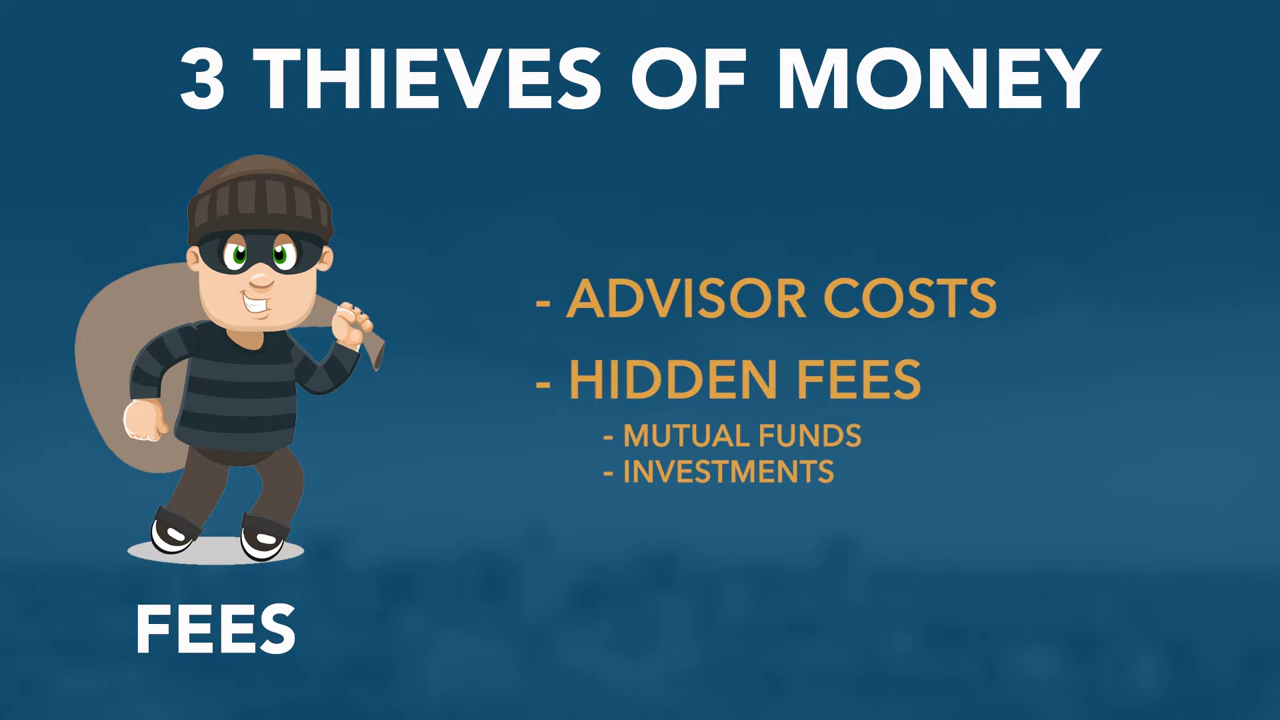 3 THIEVES OF MONEY
- ADVISOR COSTS
- HIDDEN FEES
- MUTUAL FUNDS
- INVESTMENTS
FEES